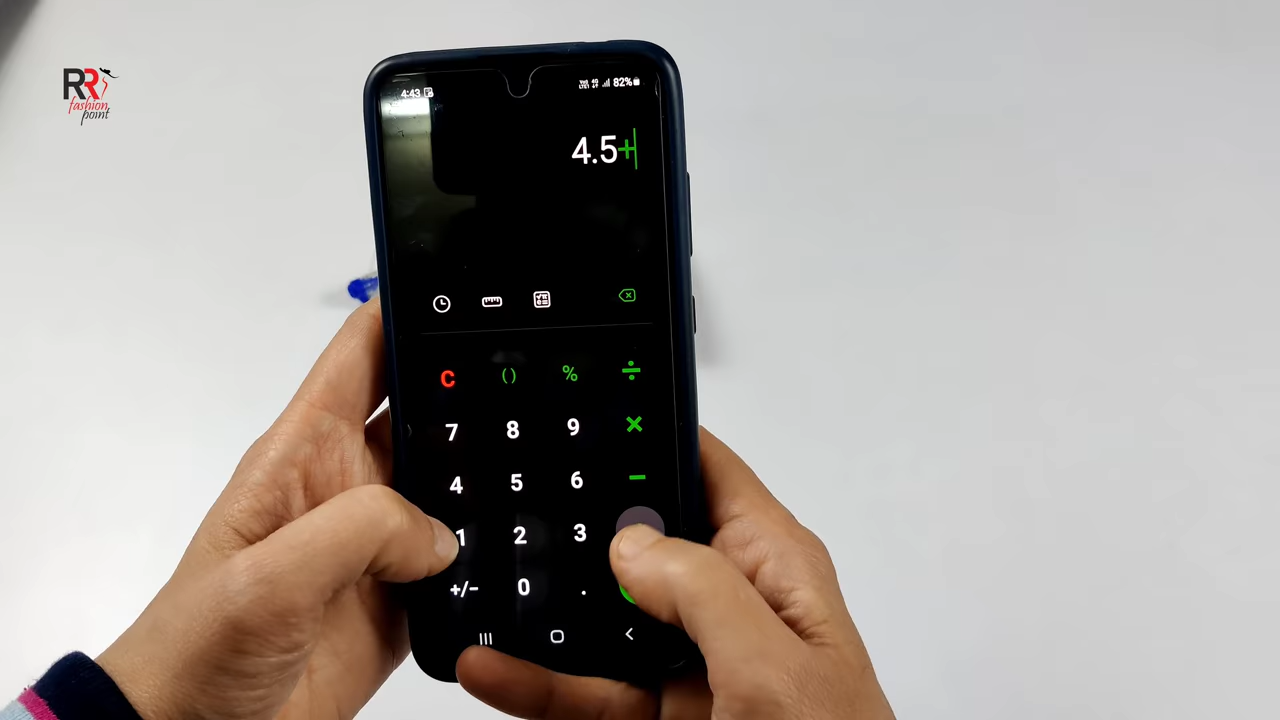 RR
fashion
point
4:43
82%
4.5+
C () % ÷
7 8 9 ×
4 5 6 −
1 2 3
+/− 0 .